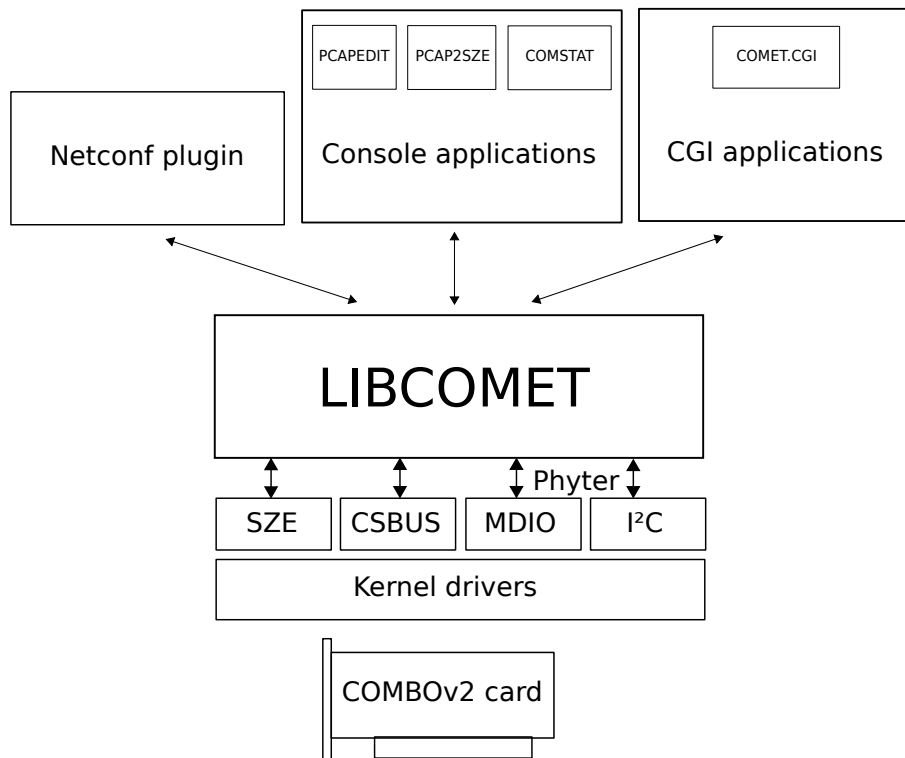 PCAPEDIT PCAP2SZE COMSTAT COMET.CGI
Netconf plugin Console applications CGI applications
LIBCOMET
Phyter
SZE CSBUS MDIO I²C
Kernel drivers
COMBOv2 card